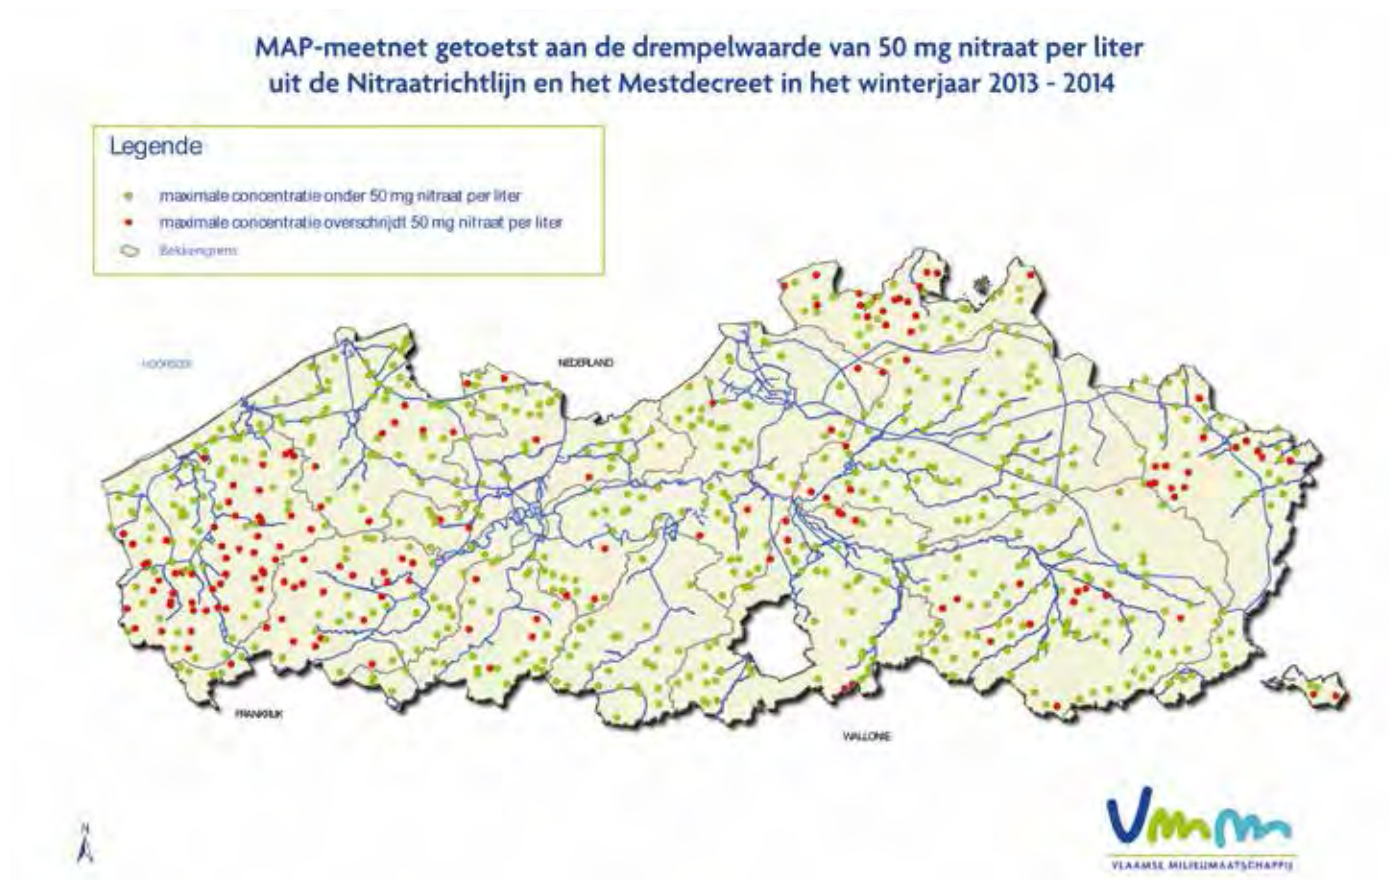 MAP-meetnet getoetst aan de drempelwaarde van 50 mg nitraat per liter
uit de Nitraatrichtlijn en het Mestdecreet in het winterjaar 2013 - 2014
Legende
maximale concentratie onder 50 mg nitraat per liter
maximale concentratie overschrijdt 50 mg nitraat per liter
Bekkengrens
NEDERLAND
FRANKRIJK
WALLONIE
N
vmm
VLAAMSE MILIEUMAATSCHAPPIJ